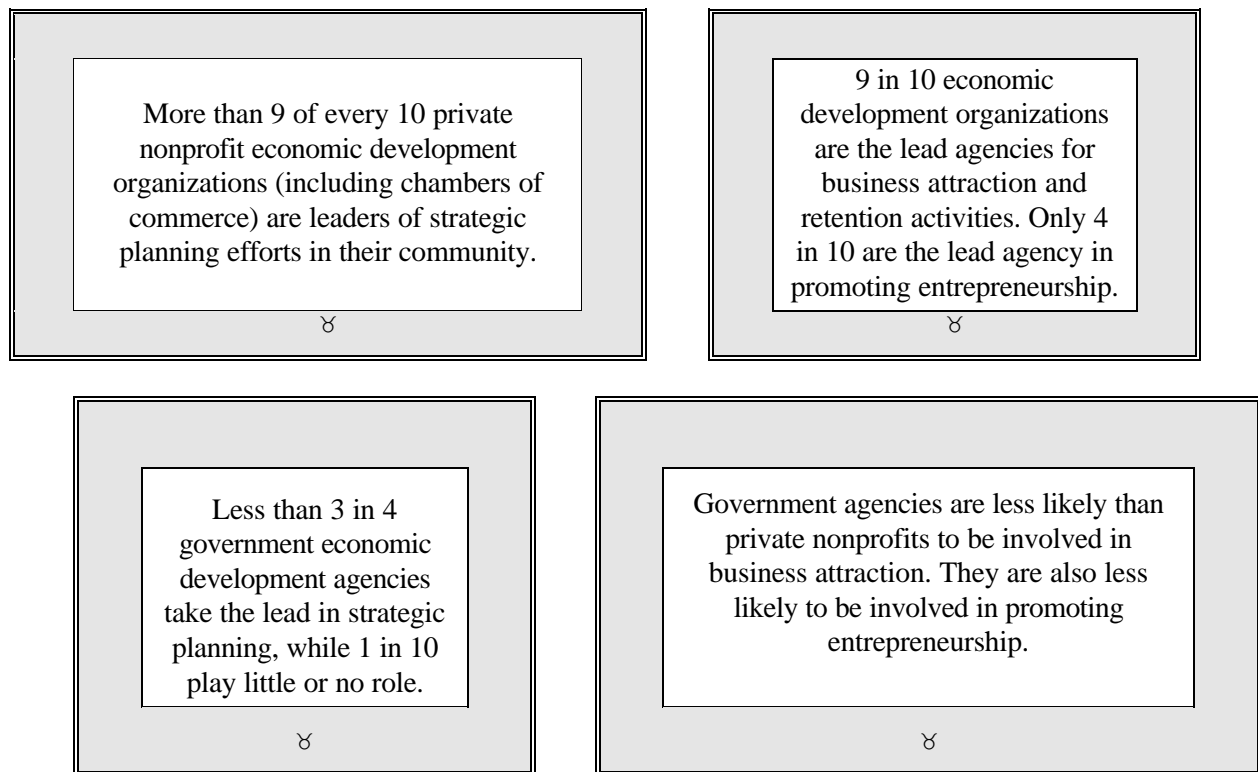 More than 9 of every 10 private
nonprofit economic development
organizations (including chambers of
commerce) are leaders of strategic
planning efforts in their community.
♉
9 in 10 economic
development organizations
are the lead agencies for
business attraction and
retention activities. Only 4
in 10 are the lead agency in
promoting entrepreneurship.
♉
Less than 3 in 4
government economic
development agencies
take the lead in strategic
planning, while 1 in 10
play little or no role.
♉
Government agencies are less likely than
private nonprofits to be involved in
business attraction. They are also less
likely to be involved in promoting
entrepreneurship.
♉